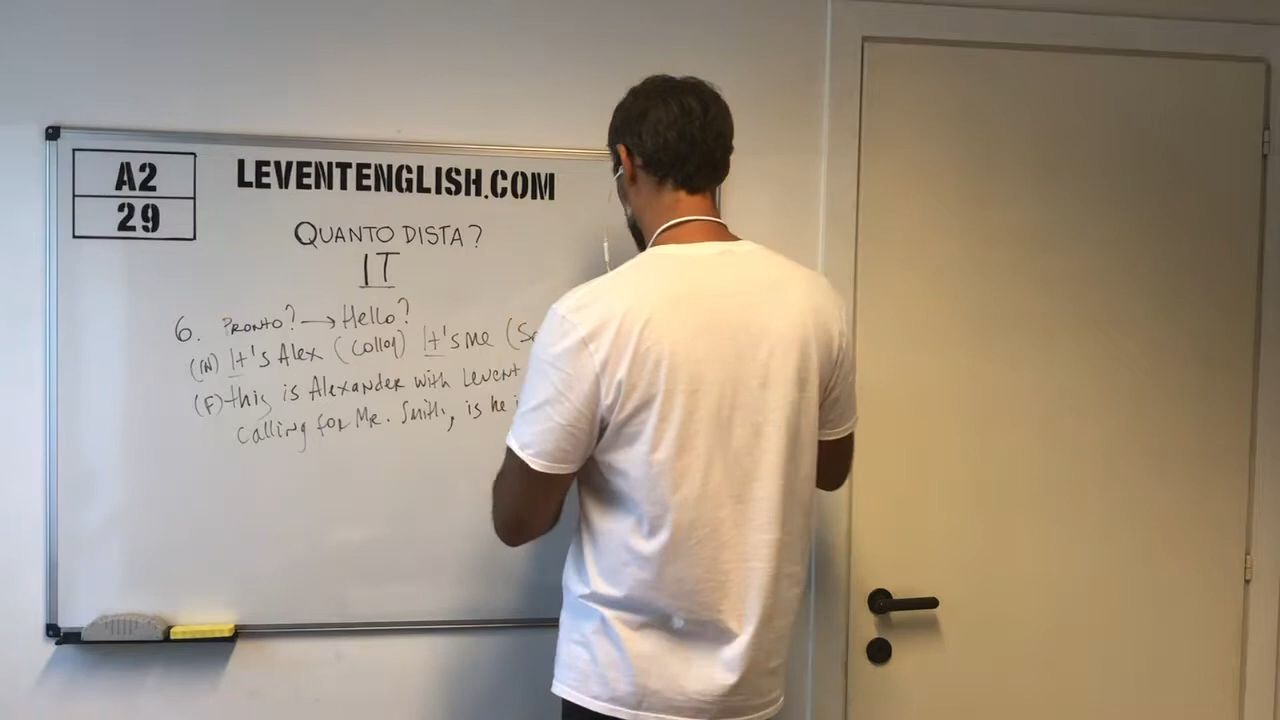 A2
29
LEVENTENGLISH.COM
QUANTO DISTA?
IT
6. PRONTO? → Hello?
(IN) It's Alex (colloq) It's me (
(F) this is Alexander with Levent
calling for Mr. Smith, is he